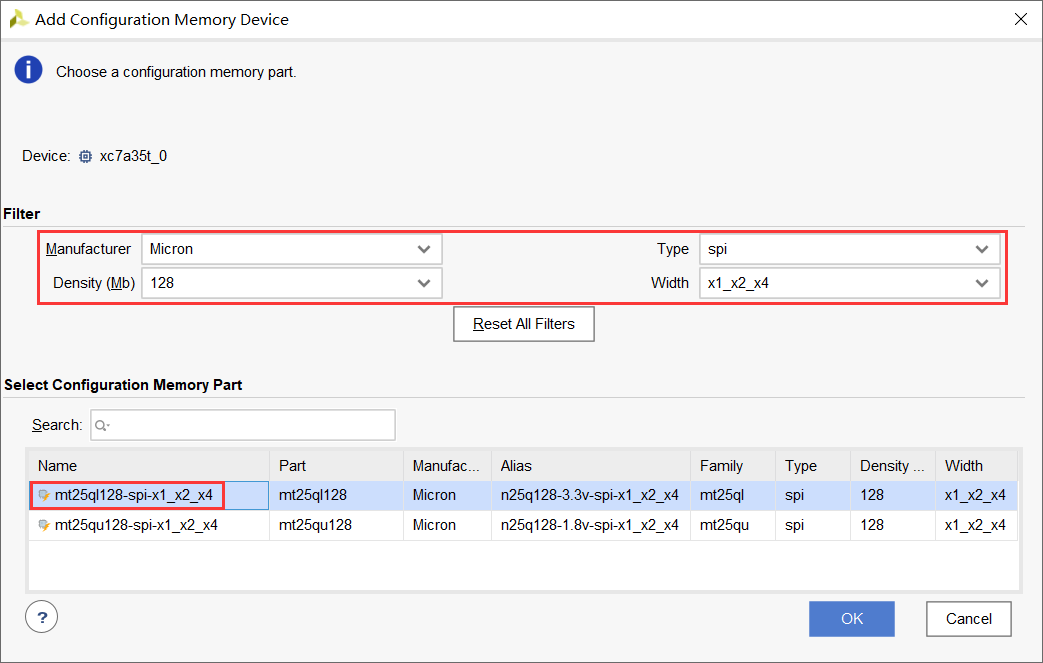 Add Configuration Memory Device
Choose a configuration memory part.
Device: xc7a35t_0
Filter
Manufacturer Micron Type spi
Density (Mb) 128 Width x1_x2_x4
Reset All Filters
Select Configuration Memory Part
Search:
Name Part Manufac... Alias Family Type Density ... Width
mt25ql128-spi-x1_x2_x4 mt25ql128 Micron n25q128-3.3v-spi-x1_x2_x4 mt25ql spi 128 x1_x2_x4
mt25qu128-spi-x1_x2_x4 mt25qu128 Micron n25q128-1.8v-spi-x1_x2_x4 mt25qu spi 128 x1_x2_x4
? OK Cancel